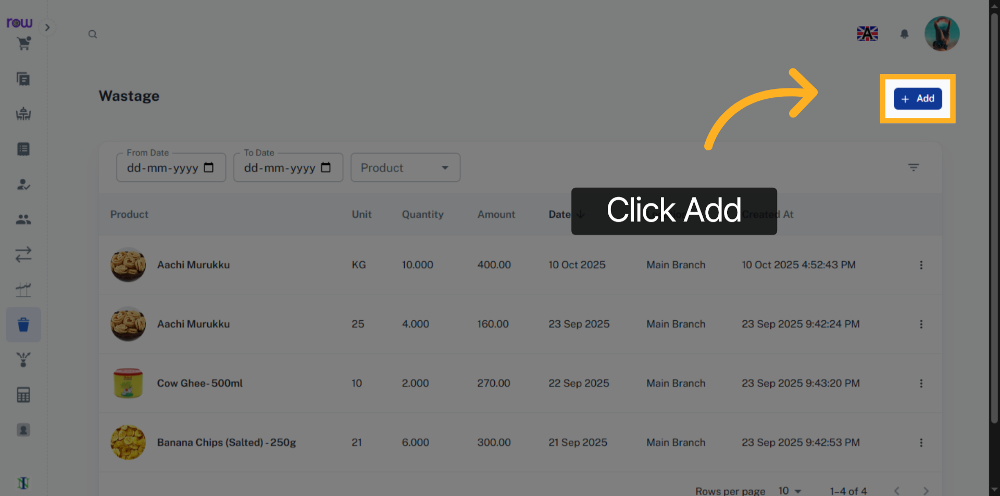 row
A
Wastage
+ Add
From Date
To Date
dd-mm-yyyy
dd-mm-yyyy
Product
Click Add
Product Unit Quantity Amount Date Created At
Aachi Murukku KG 10.000 400.00 10 Oct 2025 Main Branch 10 Oct 2025 4:52:43 PM
Aachi Murukku 25 4.000 160.00 23 Sep 2025 Main Branch 23 Sep 2025 9:42:24 PM
Cow Ghee- 500ml 10 2.000 270.00 22 Sep 2025 Main Branch 23 Sep 2025 9:43:20 PM
Banana Chips (Salted) - 250g 21 6.000 300.00 21 Sep 2025 Main Branch 23 Sep 2025 9:42:53 PM
Rows per page 10 1–4 of 4